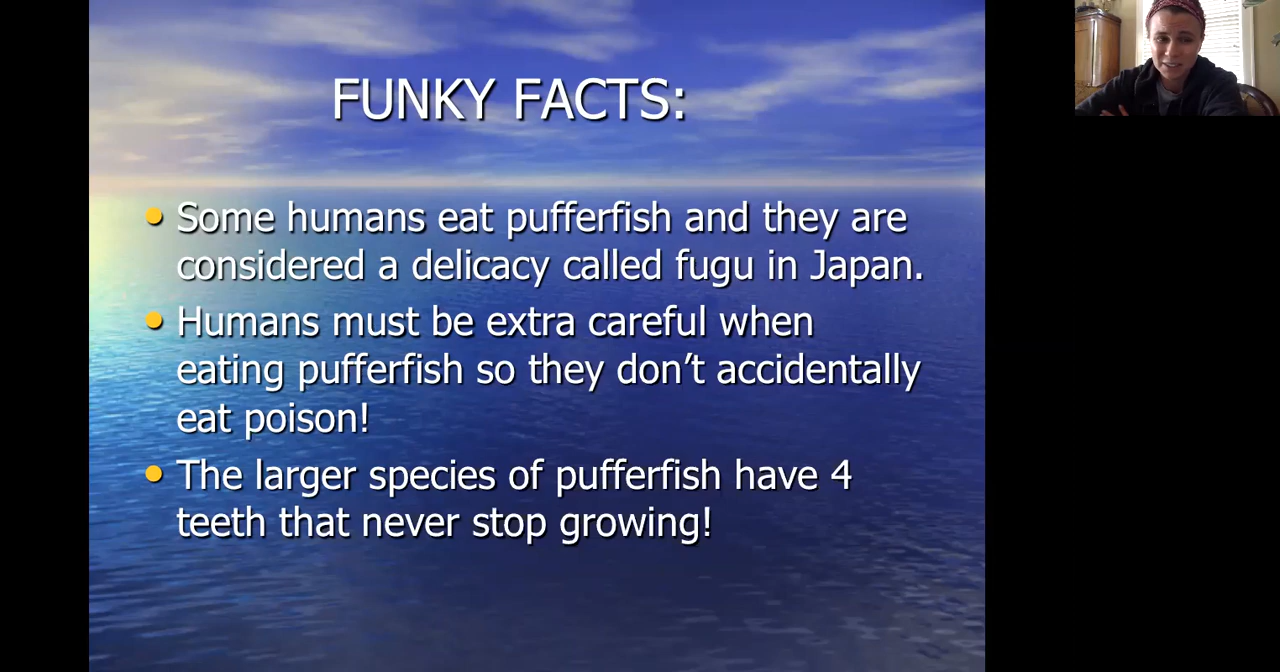 FUNKY FACTS:
Some humans eat pufferfish and they are
considered a delicacy called fugu in Japan.
Humans must be extra careful when
eating pufferfish so they don’t accidentally
eat poison!
The larger species of pufferfish have 4
teeth that never stop growing!